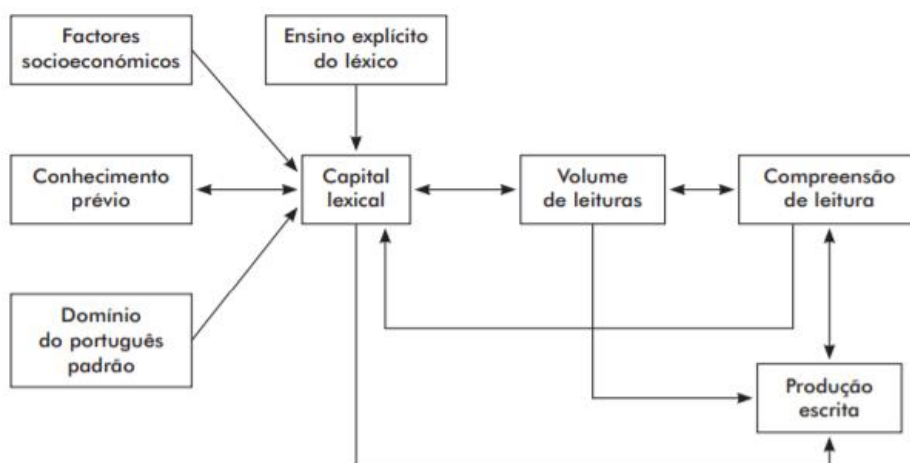 Factores
socioeconómicos
Ensino explícito
do léxico
Conhecimento
prévio
Capital
lexical
Volume
de leituras
Compreensão
de leitura
Domínio
do português
padrão
Produção
escrita